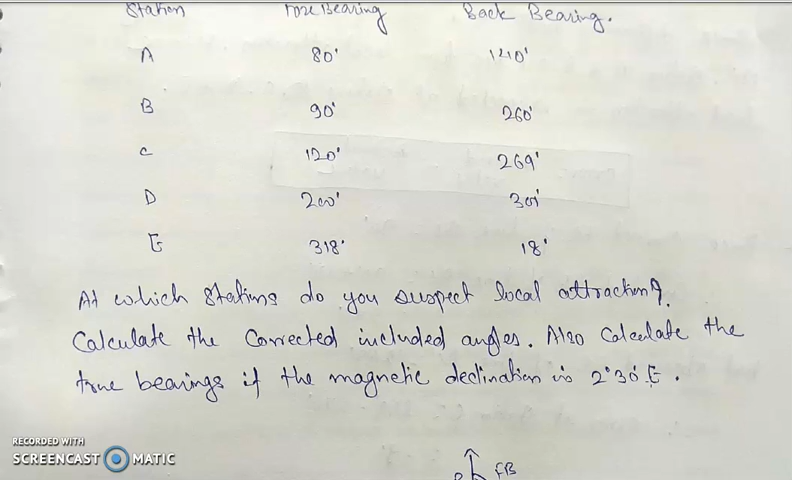 Station Fore Bearing Back Bearing.
A 80' 140'
B 90' 260'
C 120' 269'
D 200' 301'
E 318' 18'
At which Stations do you suspect local attraction?
Calculate the Corrected included angles. Also Calculate the
true bearings if the magnetic declination is 2°30' E.
RECORDED WITH
SCREENCAST MATIC
FB